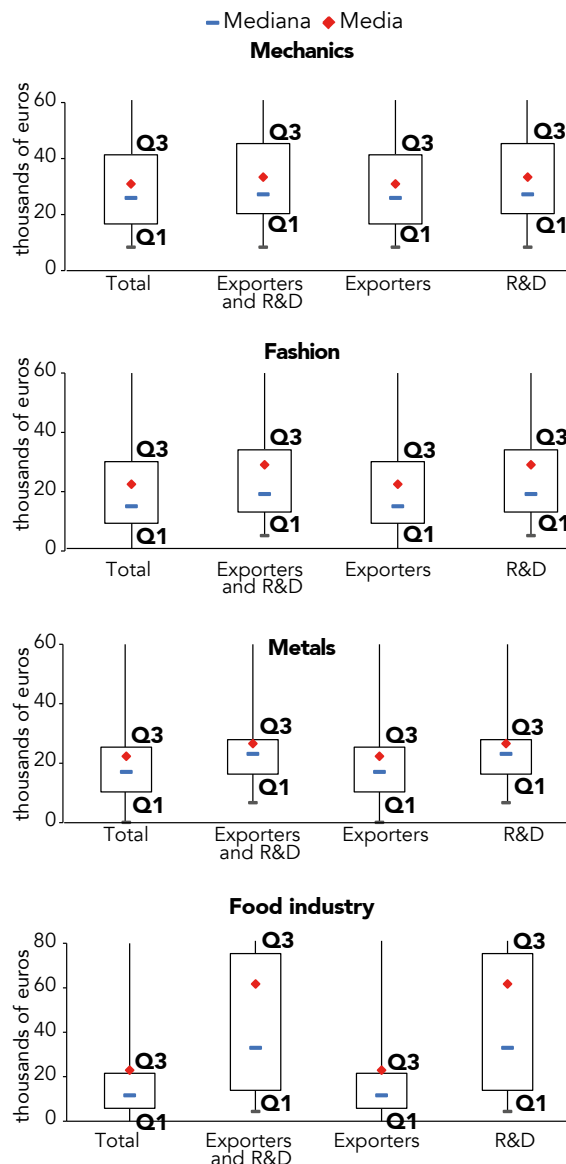 Mediana Media
Mechanics
thousands of euros
60
40
20
0
Q3 Q3 Q3 Q3
Q1 Q1 Q1 Q1
Total Exporters and R&D Exporters R&D
Fashion
thousands of euros
60
40
20
0
Q3 Q3 Q3 Q3
Q1 Q1 Q1 Q1
Total Exporters and R&D Exporters R&D
Metals
thousands of euros
60
40
20
0
Q3 Q3 Q3 Q3
Q1 Q1 Q1 Q1
Total Exporters and R&D Exporters R&D
Food industry
thousands of euros
80
60
40
20
0
Q3 Q3 Q3 Q3
Q1 Q1 Q1 Q1
Total Exporters and R&D Exporters R&D